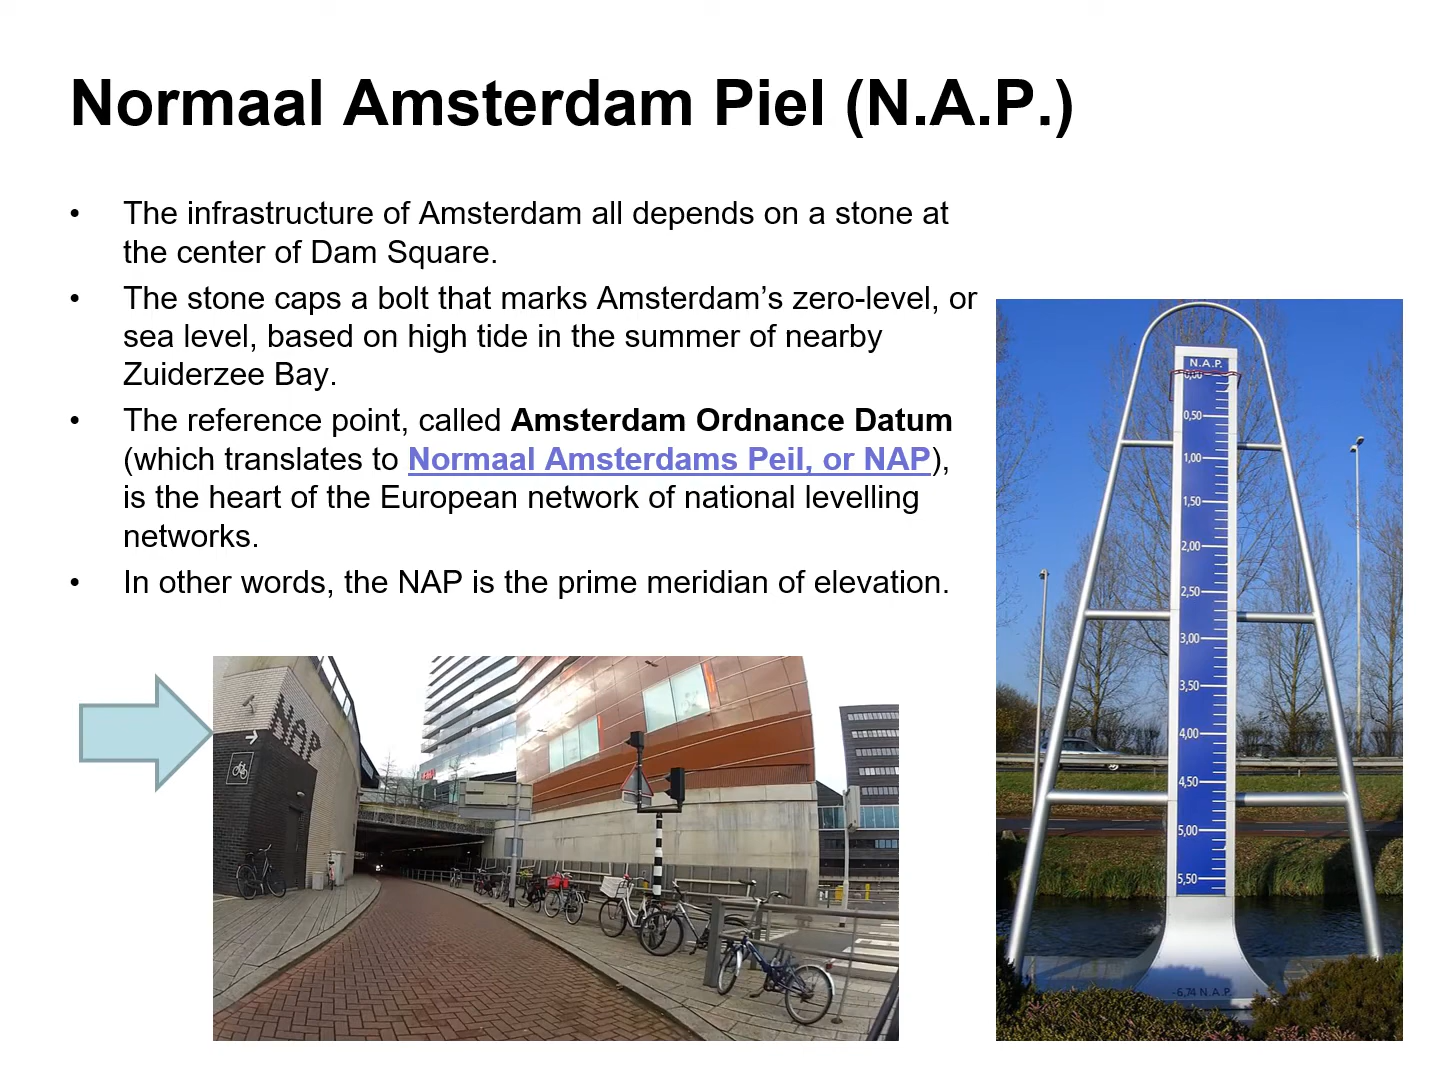 Normaal Amsterdam Piel (N.A.P.)
• The infrastructure of Amsterdam all depends on a stone at
the center of Dam Square.
• The stone caps a bolt that marks Amsterdam’s zero-level, or
sea level, based on high tide in the summer of nearby
Zuiderzee Bay.
• The reference point, called Amsterdam Ordnance Datum
(which translates to Normaal Amsterdams Peil, or NAP),
is the heart of the European network of national levelling
networks.
• In other words, the NAP is the prime meridian of elevation.
NAP
N.A.P.
0,00
0,50
1,00
1,50
2,00
2,50
3,00
3,50
4,00
4,50
5,00
5,50
-6,74 N.A.P.